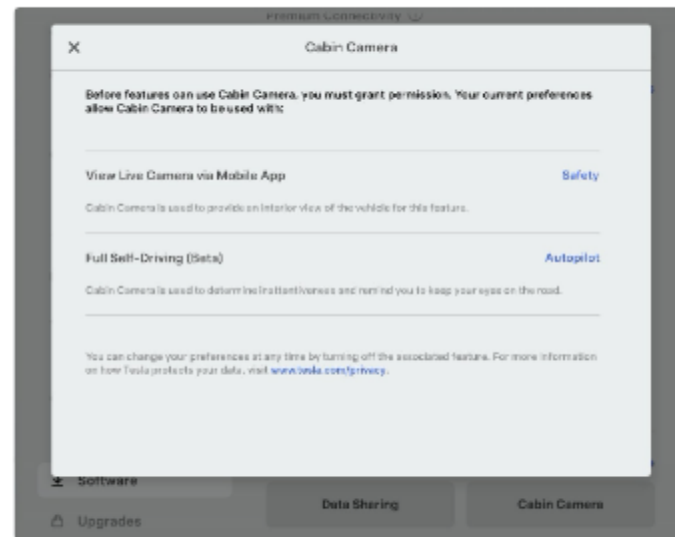 Premium Connectivity
Cabin Camera
Before features can use Cabin Camera, you must grant permission. Your current preferences
allow Cabin Camera to be used with:
View Live Camera via Mobile App
Safety
Cabin Camera is used to provide an interior view of the vehicle for this feature.
Full Self-Driving (Beta)
Autopilot
Cabin Camera is used to determine inattentiveness and remind you to keep your eyes on the road.
You can change your preferences at any time by turning off the associated feature. For more information
on how Tesla protects your data, visit www.tesla.com/privacy.
Software
Data Sharing
Cabin Camera
Upgrades